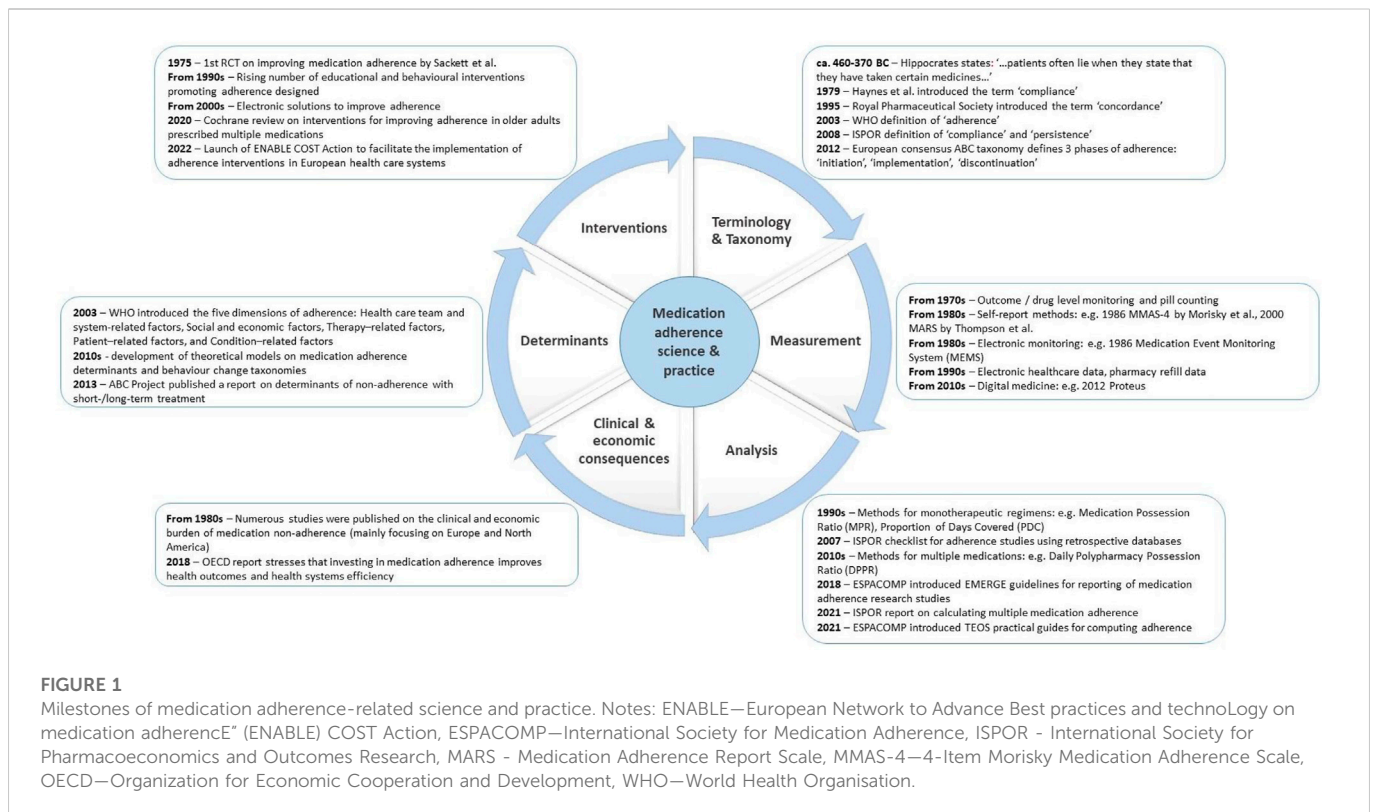 1975 – 1st RCT on improving medication adherence by Sackett et al.
From 1990s – Rising number of educational and behavioural interventions
promoting adherence designed
From 2000s – Electronic solutions to improve adherence
2020 – Cochrane review on interventions for improving adherence in older adults
prescribed multiple medications
2022 – Launch of ENABLE COST Action to facilitate the implementation of
adherence interventions in European health care systems
ca. 460-370 BC – Hippocrates states: ‘...patients often lie when they state that
they have taken certain medicines...’
1979 – Haynes et al. introduced the term ‘compliance’
1995 – Royal Pharmaceutical Society introduced the term ‘concordance’
2003 – WHO definition of ‘adherence’
2008 – ISPOR definition of ‘compliance’ and ‘persistence’
2012 – European consensus ABC taxonomy defines 3 phases of adherence:
‘initiation’, ‘implementation’, ‘discontinuation’
Interventions
Terminology
& Taxonomy
2003 – WHO introduced the five dimensions of adherence: Health care team and
system-related factors, Social and economic factors, Therapy–related factors,
Patient–related factors, and Condition–related factors
2010s - development of theoretical models on medication adherence
determinants and behaviour change taxonomies
2013 – ABC Project published a report on determinants of non-adherence with
short-/long-term treatment
Determinants
Medication
adherence
science &
practice
Measurement
From 1970s – Outcome / drug level monitoring and pill counting
From 1980s – Self-report methods: e.g. 1986 MMAS-4 by Morisky et al., 2000
MARS by Thompson et al.
From 1980s – Electronic monitoring: e.g. 1986 Medication Event Monitoring
System (MEMS)
From 1990s – Electronic healthcare data, pharmacy refill data
From 2010s – Digital medicine: e.g. 2012 Proteus
Clinical &
economic
consequences
Analysis
From 1980s – Numerous studies were published on the clinical and economic
burden of medication non-adherence (mainly focusing on Europe and North
America)
2018 – OECD report stresses that investing in medication adherence improves
health outcomes and health systems efficiency
1990s – Methods for monotherapeutic regimens: e.g. Medication Possession
Ratio (MPR), Proportion of Days Covered (PDC)
2007 – ISPOR checklist for adherence studies using retrospective databases
2010s – Methods for multiple medications: e.g. Daily Polypharmacy Possession
Ratio (DPPR)
2018 – ESPACOMP introduced EMERGE guidelines for reporting of medication
adherence research studies
2021 – ISPOR report on calculating multiple medication adherence
2021 – ESPACOMP introduced TEOS practical guides for computing adherence
FIGURE 1
Milestones of medication adherence-related science and practice. Notes: ENABLE—European Network to Advance Best practices and technoLogy on
medication adherencE” (ENABLE) COST Action, ESPACOMP—International Society for Medication Adherence, ISPOR - International Society for
Pharmacoeconomics and Outcomes Research, MARS - Medication Adherence Report Scale, MMAS-4—4-Item Morisky Medication Adherence Scale,
OECD—Organization for Economic Cooperation and Development, WHO—World Health Organisation.